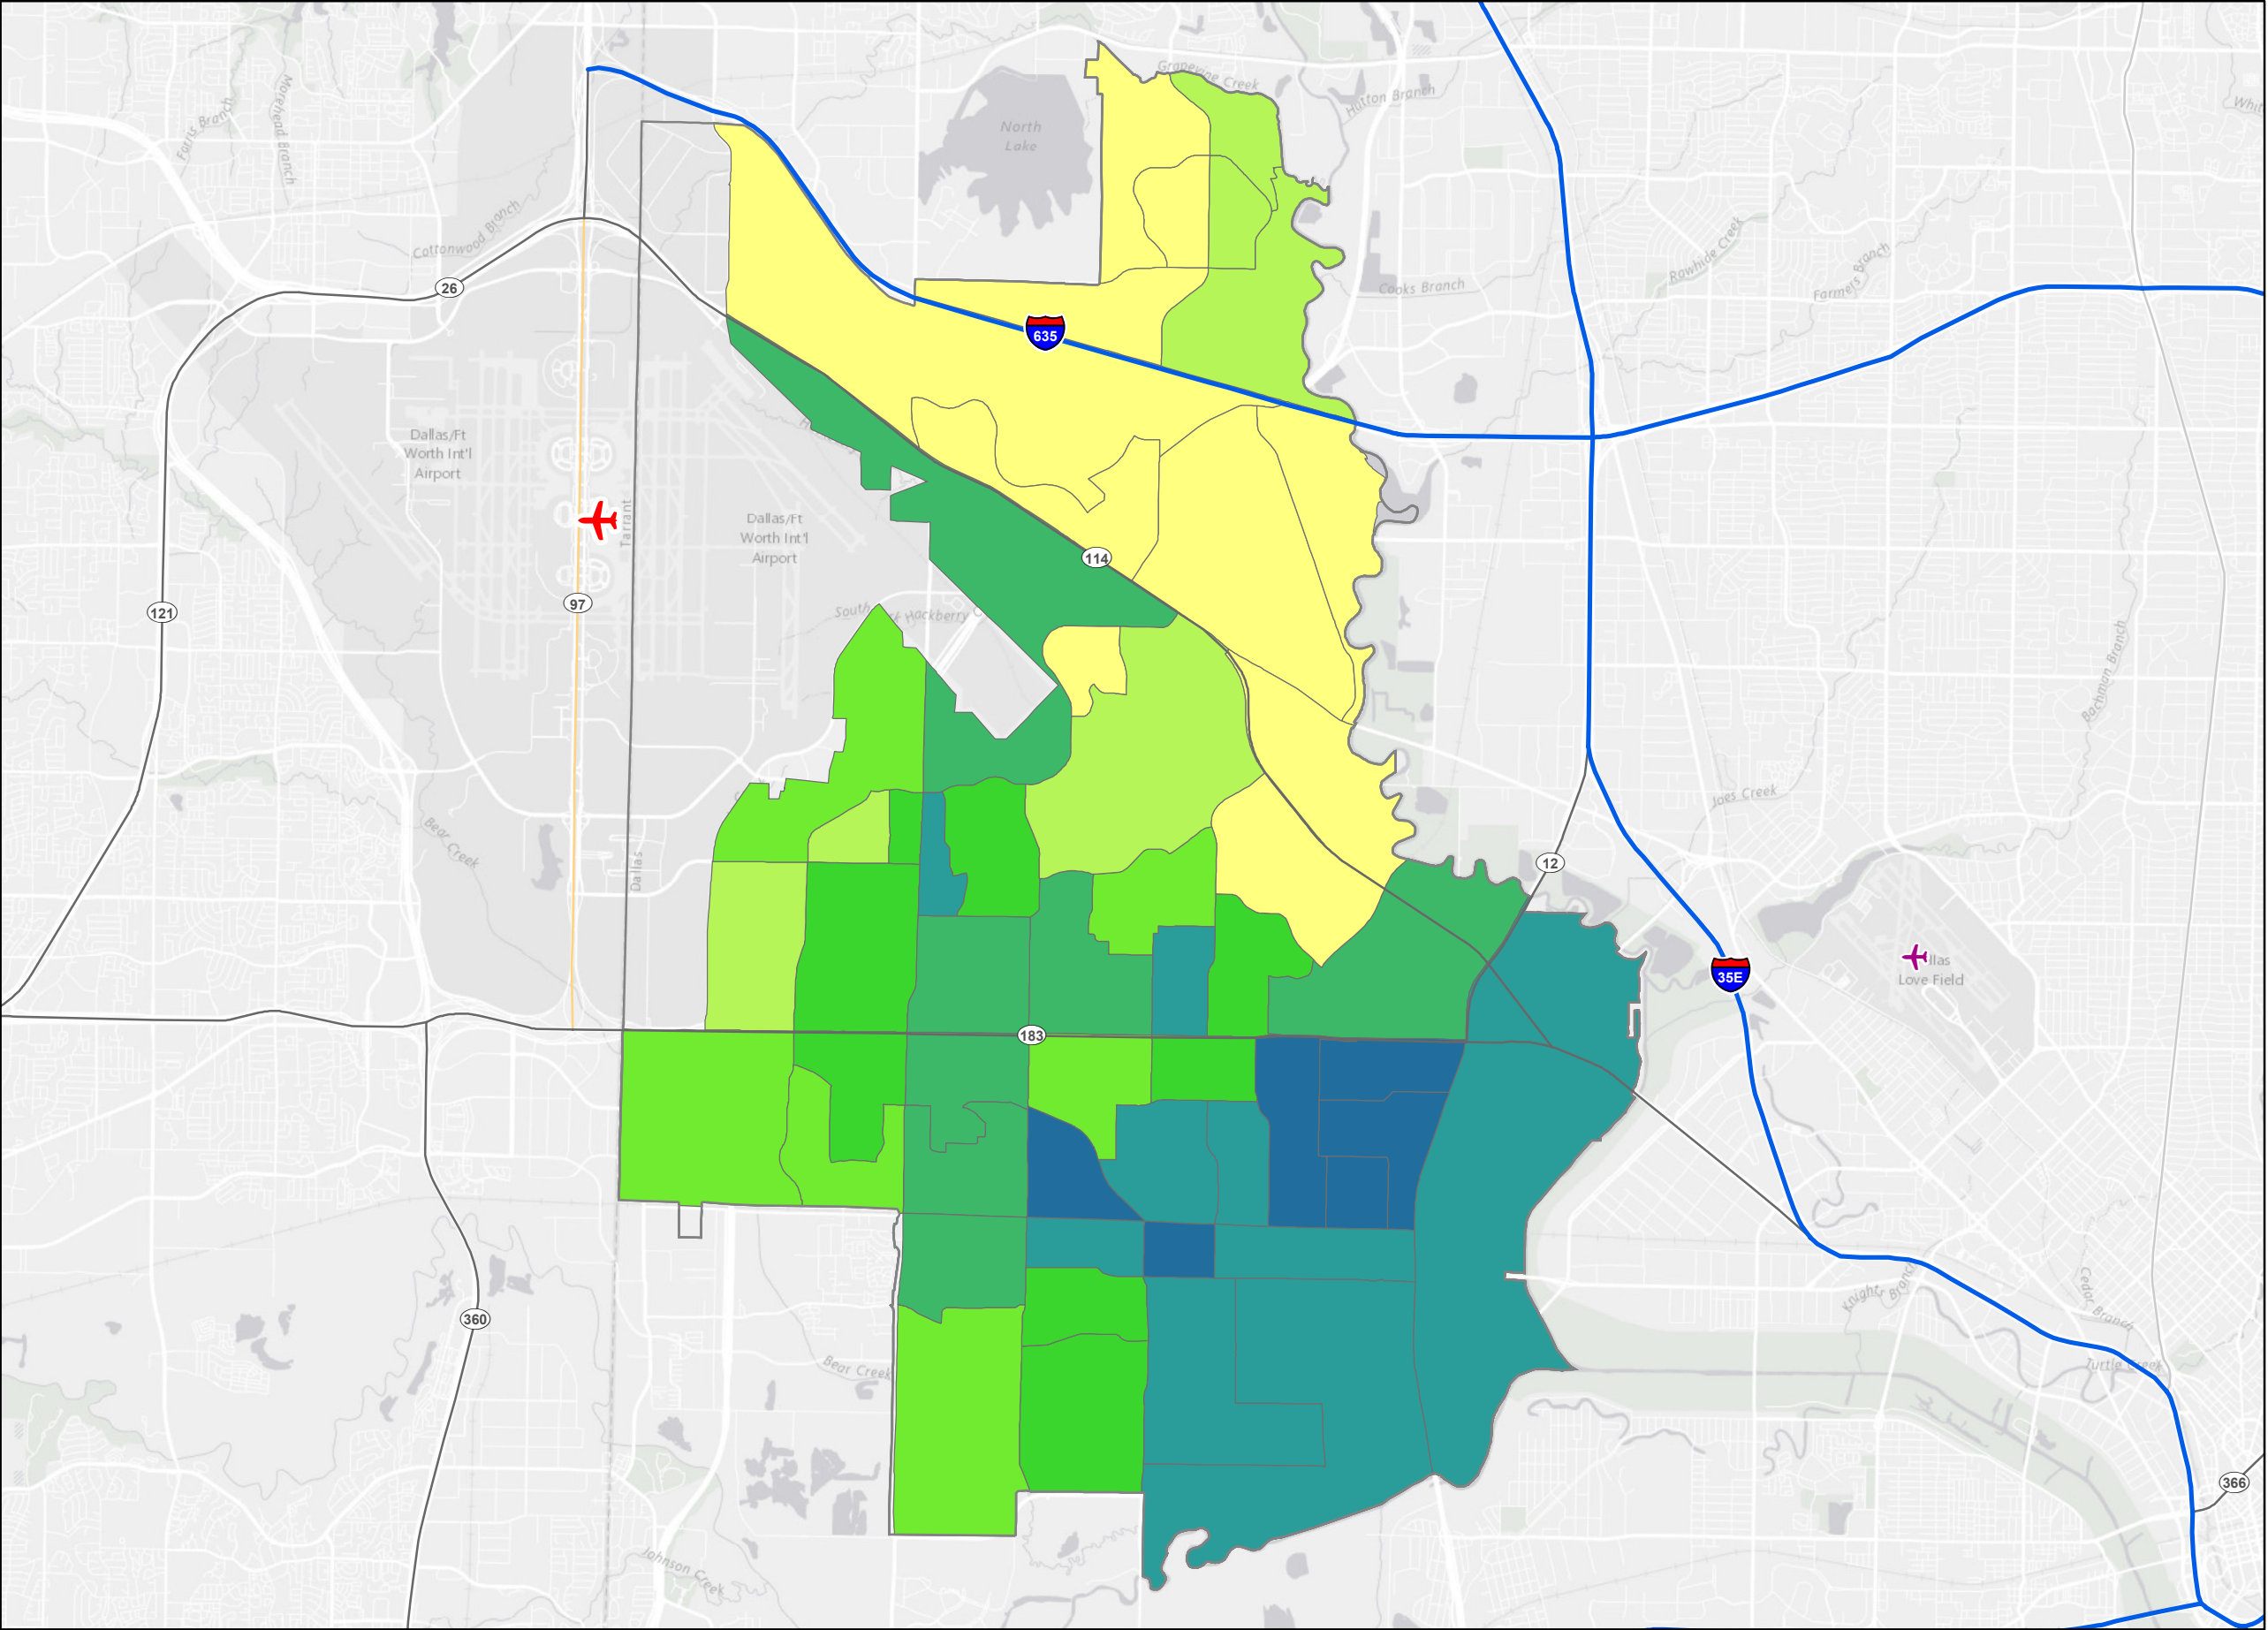 Grapevine Creek
Hutton Branch
Morehead Branch
Farris Branch
North
Lake
Cottonwood Branch
Rawhide Creek
Farmers Branch
Cooks Branch
26
635
Dallas/Ft
Worth Int'l
Airport
Dallas/Ft
Worth Int'l
Airport
Tarrant
114
97
121
South
Hackberry
Bachman Branch
Joes Creek
Bear Creek
Dallas
12
llas
Love Field
35E
183
Knights Branch
Cedar Branch
360
Bear Creek
Turtle Creek
366
Johnson Creek